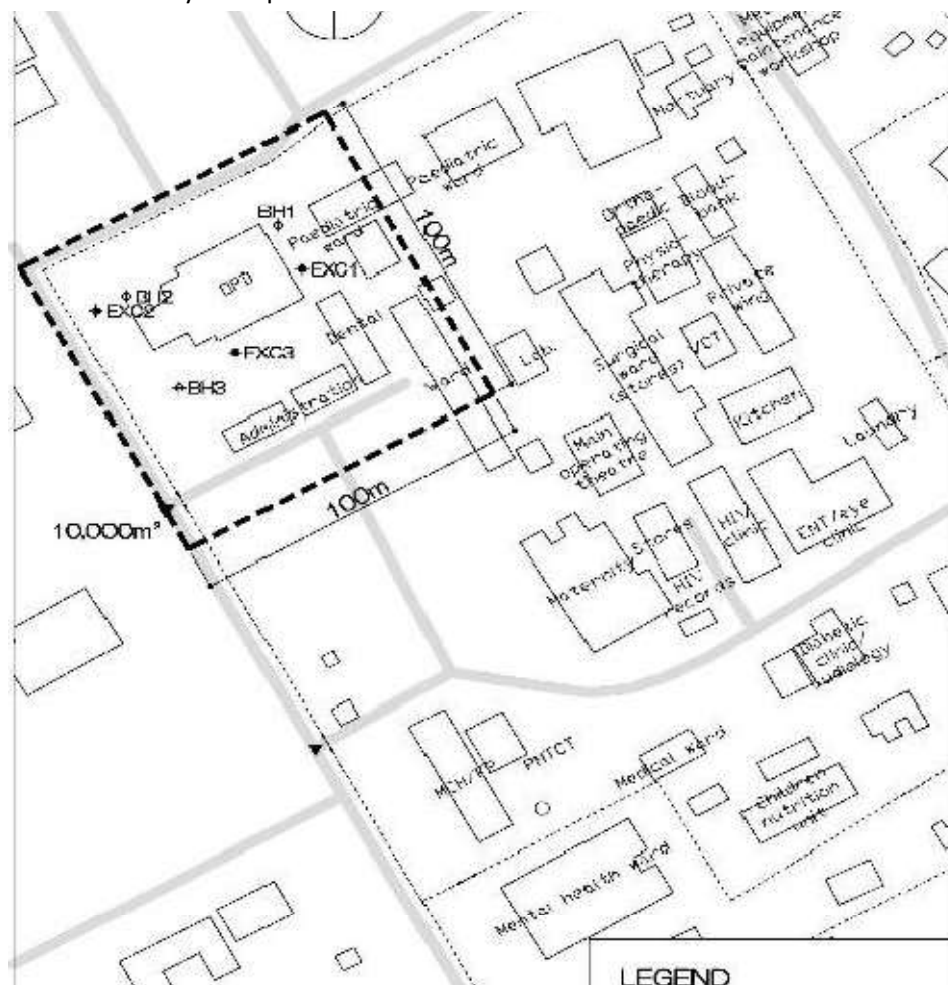 Mortuary
equipment
maintenance
workshop
Paediatric
ward
Paediatric
ward
BH1
100m
EXC1
OPD
BH2
EXC2
EXC3
BH3
Dental
Administration
Ward
Lab.
Ortho-
paedic
Blood-
bank
Physio
therapy
Private
wing
Surgical
ward
(stores)
VCT
Kitchen
Laundry
Main
operating
theatre
100m
10.000m²
Maternity
Stores
HIV
records
HIV/
clinic
ENT/eye
clinic
Diabetic
clinic/
MCH/FP
PMTCT
Medical ward
Children
nutrition
unit
Mental health ward
LEGEND